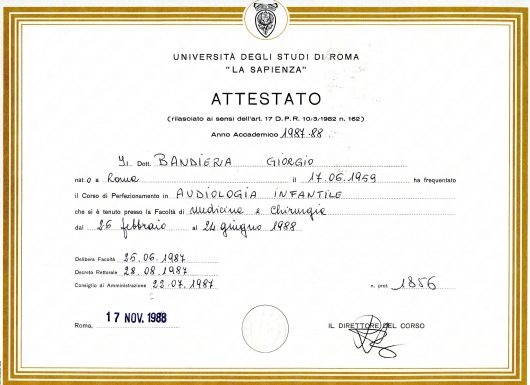 UNIVERSITÀ DEGLI STUDI DI ROMA
"LA SAPIENZA"
ATTESTATO
(rilasciato ai sensi dell'art. 17 D.P.R. 10/3/1982 n. 162)
Anno Accademico 1987-88
Il Dott. BANDIERA GIORGIO
nato a Roma il 17.06.1959 ha frequentato
il Corso di Perfezionamento in AUDIOLOGIA INFANTILE
che si è tenuto presso la Facoltà di Medicina e Chirurgia
dal 26 febbraio al 24 giugno 1988
Delibera Facoltà 25.06.1987
Decreto Rettorale 28.08.1987
Consiglio di Amministrazione 22.07.1987 n. prot. 1856
Roma, 17 NOV. 1988 IL DIRETTORE DEL CORSO